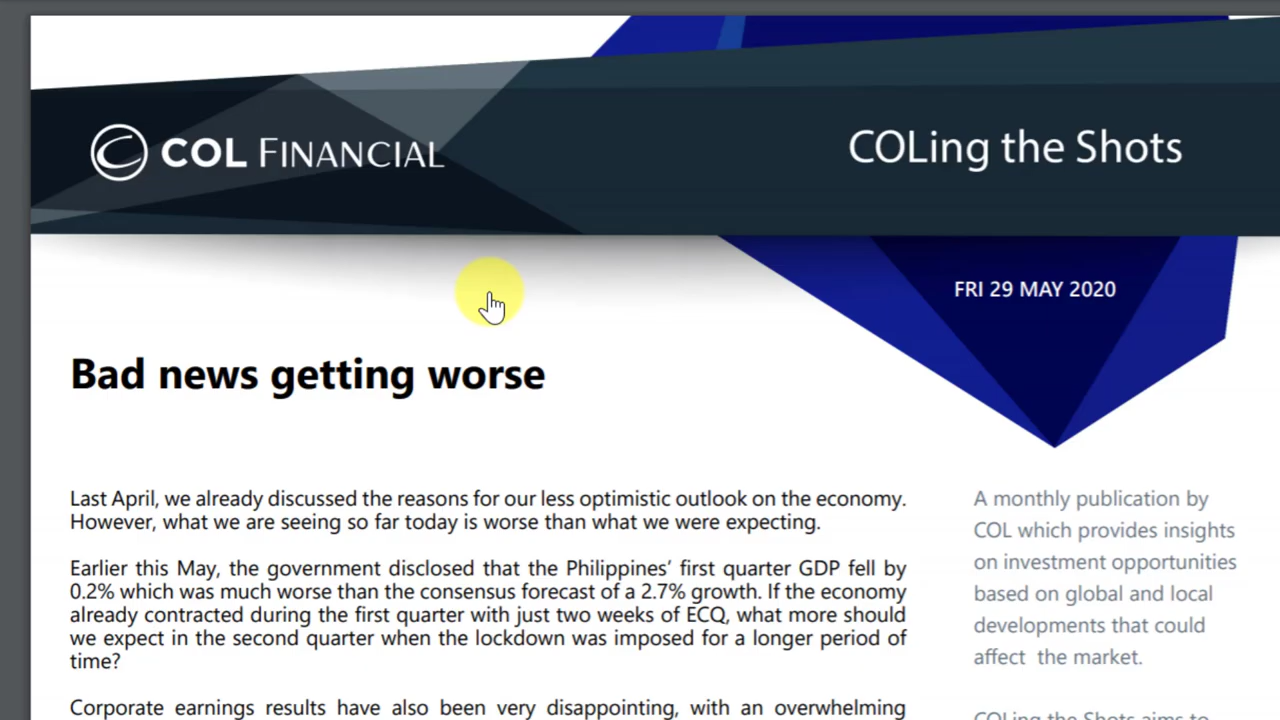 COL FINANCIAL
COLing the Shots
FRI 29 MAY 2020
Bad news getting worse
Last April, we already discussed the reasons for our less optimistic outlook on the economy.
However, what we are seeing so far today is worse than what we were expecting.
Earlier this May, the government disclosed that the Philippines’ first quarter GDP fell by
0.2% which was much worse than the consensus forecast of a 2.7% growth. If the economy
already contracted during the first quarter with just two weeks of ECQ, what more should
we expect in the second quarter when the lockdown was imposed for a longer period of
time?
Corporate earnings results have also been very disappointing, with an overwhelming
A monthly publication by
COL which provides insights
on investment opportunities
based on global and local
developments that could
affect the market.
COLing the Shots aims to